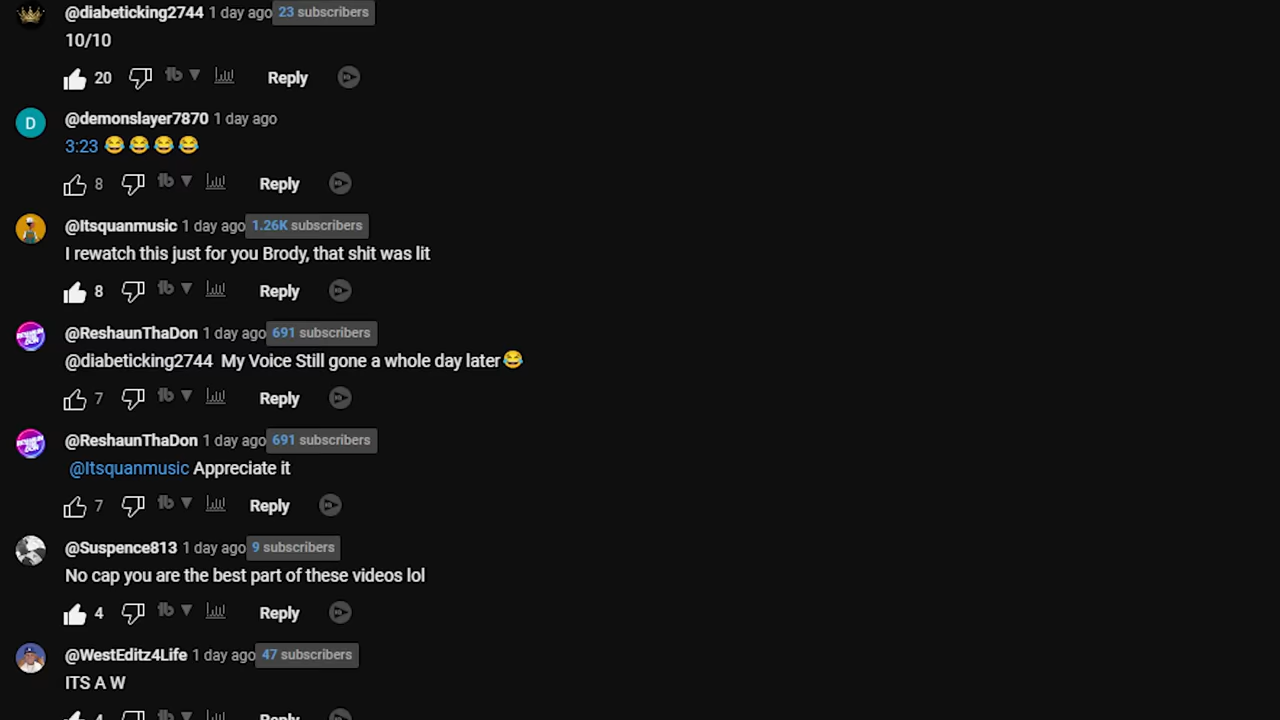 @diabeticking2744 1 day ago 23 subscribers
10/10
20 Reply
D @demonslayer7870 1 day ago
3:23 😂 😂 😂 😂
8 Reply
@Itsquanmusic 1 day ago 1.26K subscribers
I rewatch this just for you Brody, that shit was lit
8 Reply
@ReshaunThaDon 1 day ago 691 subscribers
@diabeticking2744 My Voice Still gone a whole day later😂
7 Reply
@ReshaunThaDon 1 day ago 691 subscribers
@Itsquanmusic Appreciate it
7 Reply
@Suspence813 1 day ago 9 subscribers
No cap you are the best part of these videos lol
4 Reply
@WestEditz4Life 1 day ago 47 subscribers
ITS A W
4 Reply